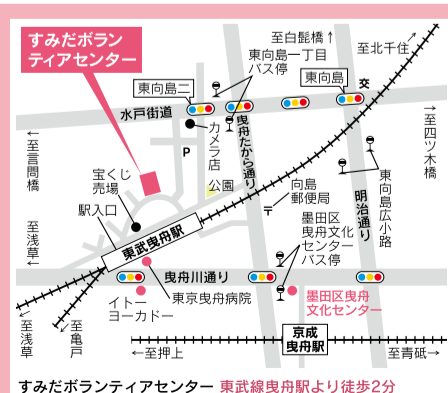 すみだボラン
ティアセンター
至白髭橋↑
至北千住→
東向島一丁目
バス停
東向島二
東向島
交
水戸街道
カメラ
店
P
曳舟たから通り
←至言問橋
→至四ツ木橋
宝くじ
売場
公園
向島
郵便局
〒
明治通り
東向島広小路
駅入口
至浅草
↓
東武曳舟駅
墨田区
曳舟文化
センター
バス停
曳舟川通り
イトー
ヨーカドー
東京曳舟病院
墨田区曳舟
文化センター
←至浅草
←至亀戸
京成
曳舟駅
←至押上
→至青砥
すみだボランティアセンター 東武線曳舟駅より徒歩2分